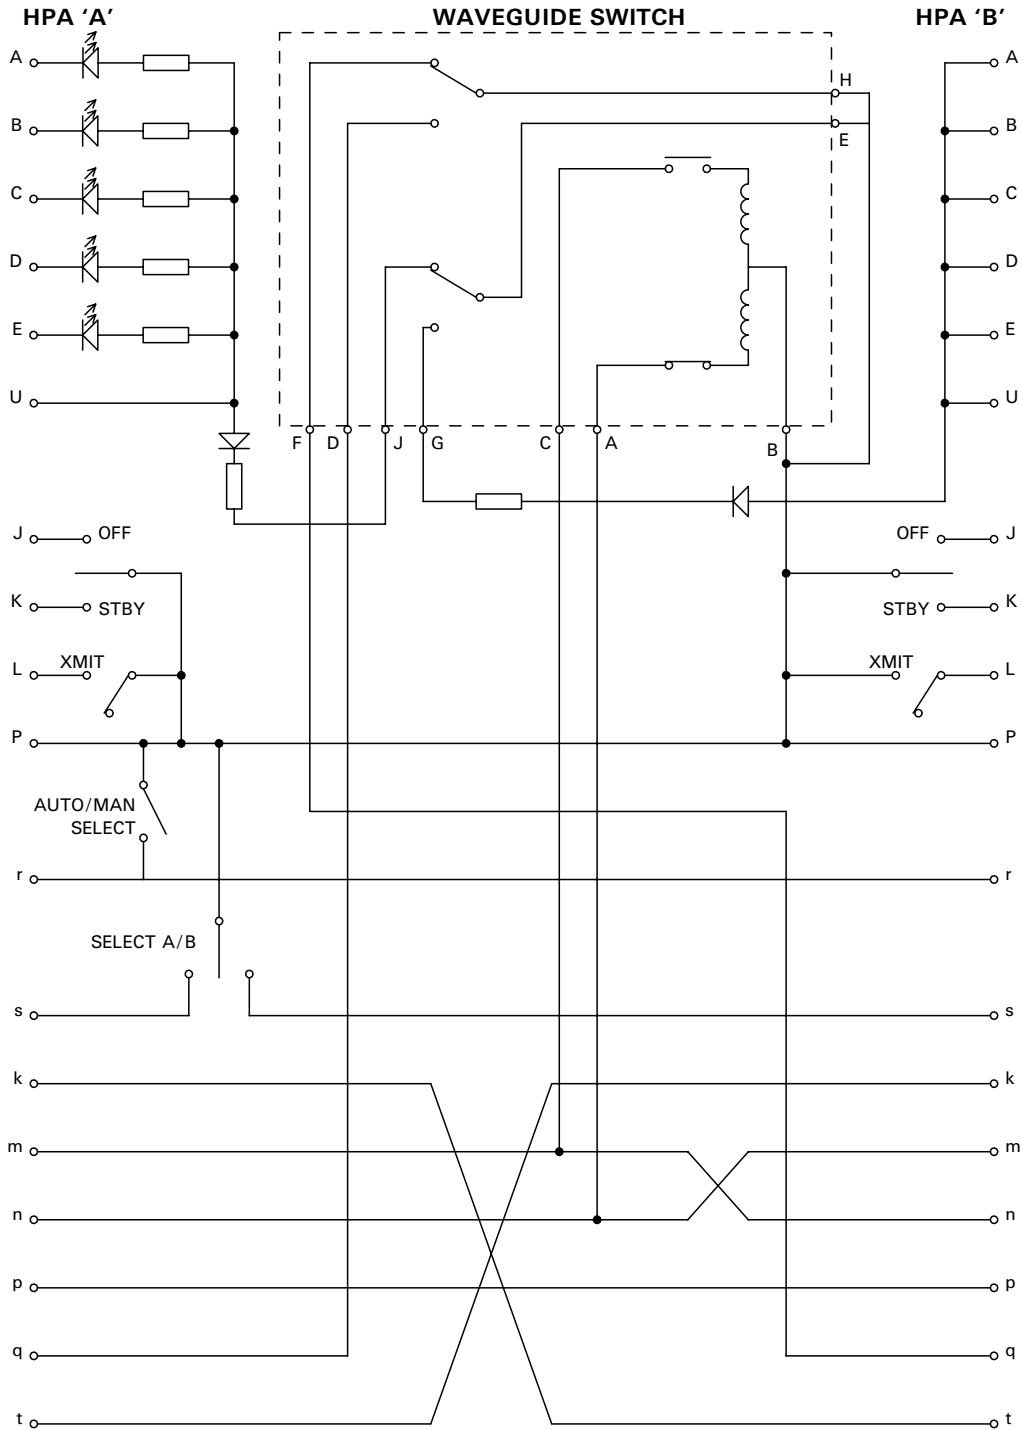 HPA ‘A’ WAVEGUIDE SWITCH HPA ‘B’
A H A
B E B
C C
D D
E E
U U
F D J G C A B
J OFF OFF J
K STBY STBY K
L XMIT XMIT L
P P
AUTO/MAN
SELECT
r r
SELECT A/B
s s
k k
m m
n n
p p
q q
t t